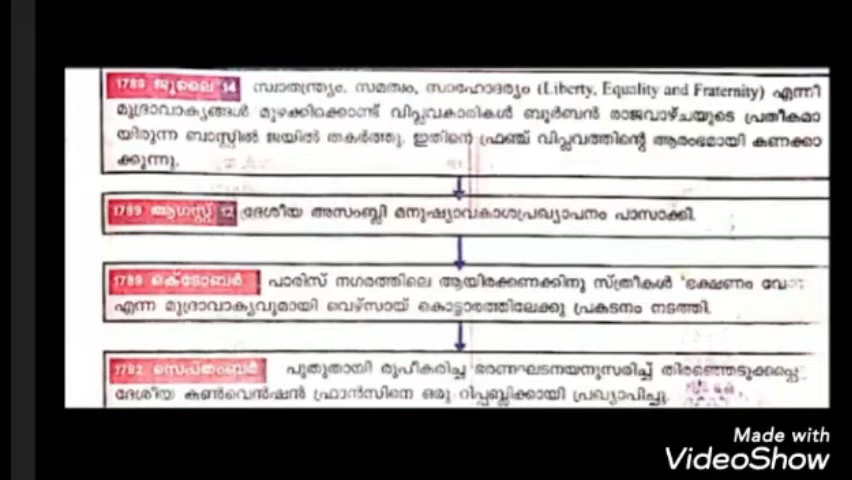 1789 ജൂലൈ 14 സ്വാതന്ത്ര്യം, സമത്വം, സാഹോദര്യം (Liberty, Equality and Fraternity) എന്നീ
മുദ്രാവാക്യങ്ങൾ മുഴക്കിക്കൊണ്ട് വിപ്ലവകാരികൾ ബൂർബൻ രാജവാഴ്ചയുടെ പ്രതീകമാ
യിരുന്ന ബാസ്റ്റിൽ ജയിൽ തകർത്തു. ഇതിനെ ഫ്രഞ്ച് വിപ്ലവത്തിന്റെ ആരംഭമായി കണക്കാ
ക്കുന്നു.
1789 ആഗസ്റ്റ് 12 ദേശീയ അസംബ്ലി മനുഷ്യാവകാശപ്രഖ്യാപനം പാസാക്കി.
1789 ഒക്ടോബർ പാരിസ് നഗരത്തിലെ ആയിരക്കണക്കിനു സ്ത്രീകൾ 'ഭക്ഷണം
എന്ന മുദ്രാവാക്യവുമായി വെഴ്സായ് കൊട്ടാരത്തിലേക്കു പ്രകടനം നടത്തി.
1792 സെപ്തംബർ പുതുതായി രൂപീകരിച്ച ഭരണഘടനയനുസരിച്ച് തിരഞ്ഞെടുക്കപ്പെ
ദേശീയ കൺവെൻഷൻ ഫ്രാൻസിനെ ഒരു റിപ്പബ്ലിക്കായി പ്രഖ്യാപിച്ചു.
Made with
VideoShow